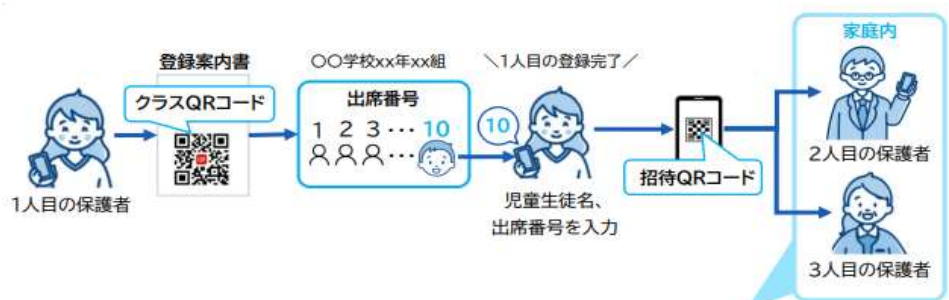 家庭内
登録案内書
〇〇学校xx年xx組
＼1人目の登録完了／
クラスQRコード
出席番号
1 2 3 … 10
10
…
1人目の保護者
児童生徒名、
出席番号を入力
招待QRコード
2人目の保護者
3人目の保護者